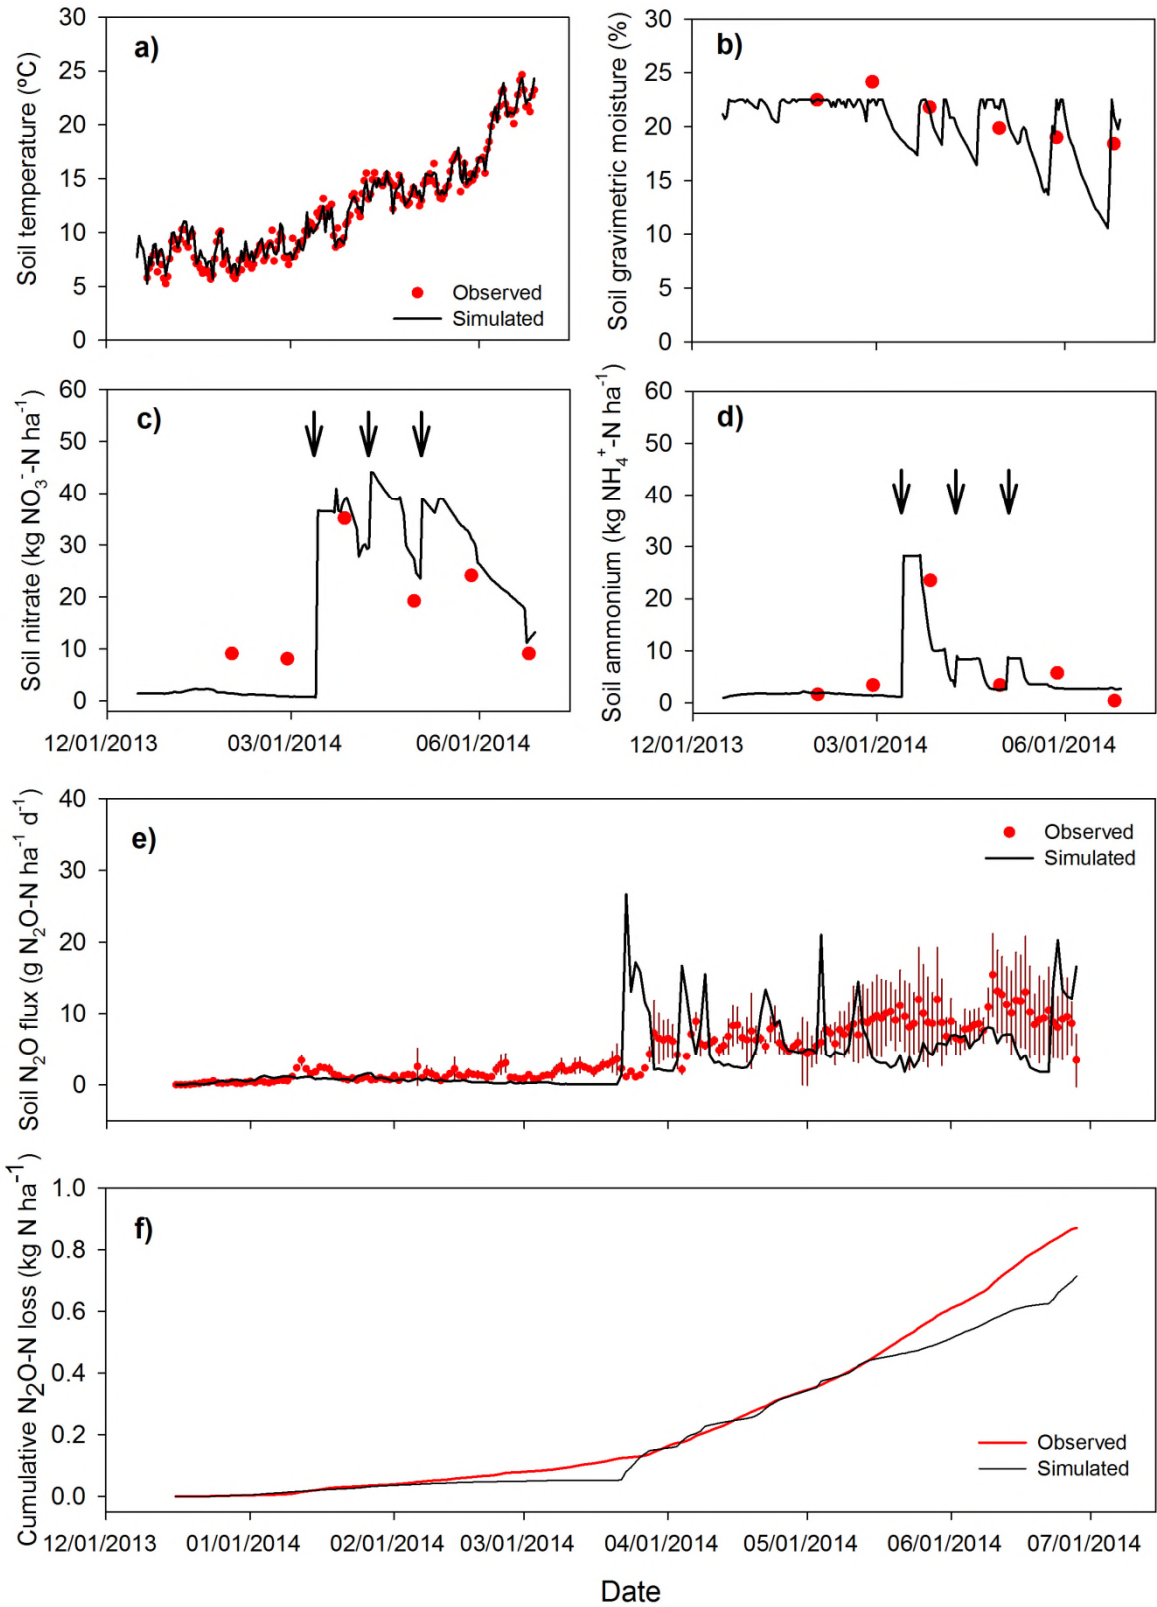 a)
Soil temperature (ºC)
30
25
20
15
10
5
0
Observed
Simulated
b)
Soil gravimetric moisture (%)
30
25
20
15
10
5
0
c)
Soil nitrate (kg NO₃⁻-N ha⁻¹)
60
50
40
30
20
10
0
12/01/2013
03/01/2014
06/01/2014
d)
Soil ammonium (kg NH₄⁺-N ha⁻¹)
60
50
40
30
20
10
0
12/01/2013
03/01/2014
06/01/2014
e)
Soil N₂O flux (g N₂O-N ha⁻¹ d⁻¹)
40
30
20
10
0
Observed
Simulated
f)
Cumulative N₂O-N loss (kg N ha⁻¹)
1.0
0.8
0.6
0.4
0.2
0.0
Observed
Simulated
12/01/2013
01/01/2014
02/01/2014
03/01/2014
04/01/2014
05/01/2014
06/01/2014
07/01/2014
Date